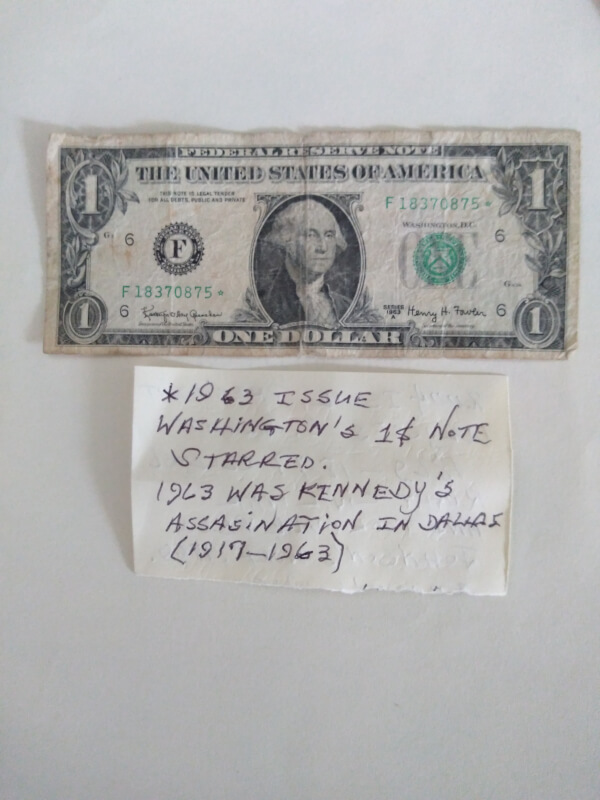 FEDERAL RESERVE NOTE
THE UNITED STATES OF AMERICA
1
1
THIS NOTE IS LEGAL TENDER
FOR ALL DEBTS, PUBLIC AND PRIVATE
F 18370875 *
WASHINGTON, D.C.
6
6
F
F 18370875 *
6
6
SERIES
1963
A
Henry H. Fowler
1
1
ONE DOLLAR
*1963 ISSUE
WASHiNGTON'S 1$ NOTE
STARRED.
1963 WAS KENNEDY'S
ASSASiNATION IN DALLAS
(1917-1963)